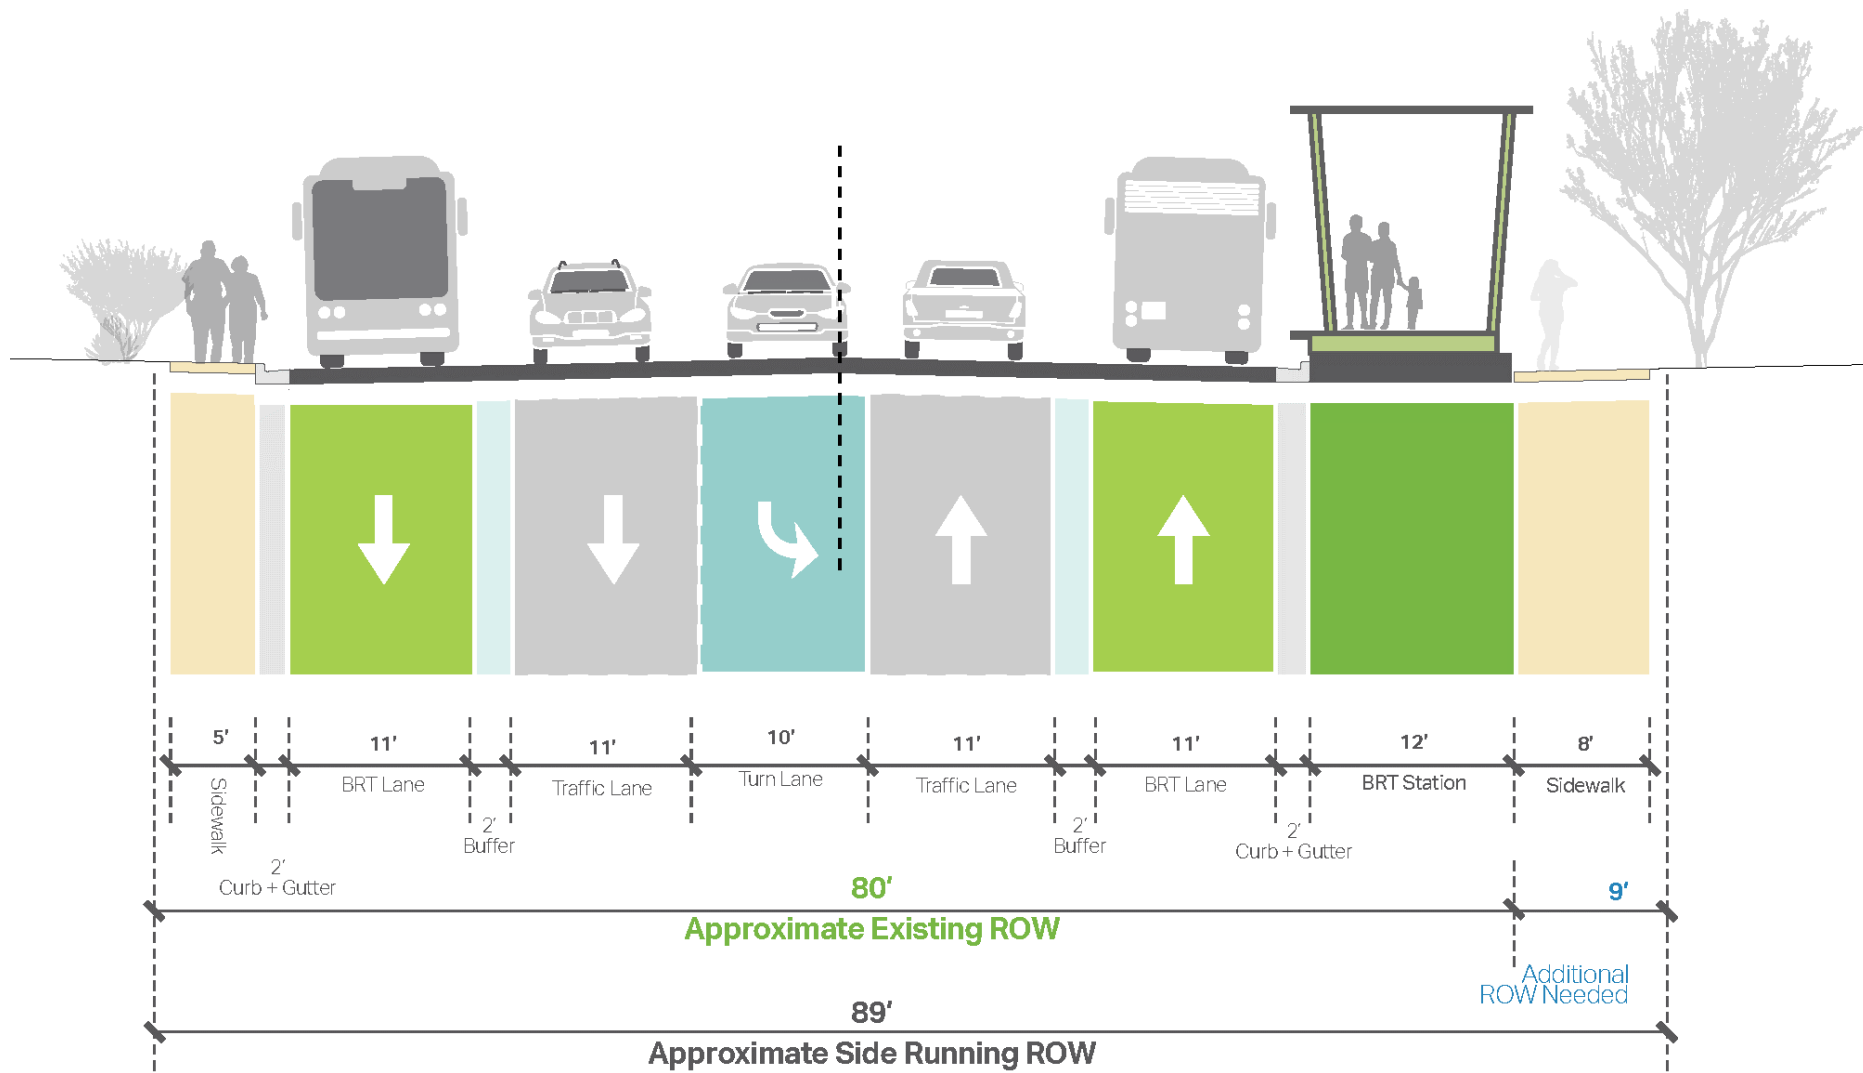 5′
11′
11′
10′
11′
11′
12′
8′
Sidewalk
BRT Lane
Traffic Lane
Turn Lane
Traffic Lane
BRT Lane
BRT Station
Sidewalk
2′
Buffer
2′
Buffer
2′
Curb + Gutter
2′
Curb + Gutter
80′
Approximate Existing ROW
9′
Additional
ROW Needed
89′
Approximate Side Running ROW